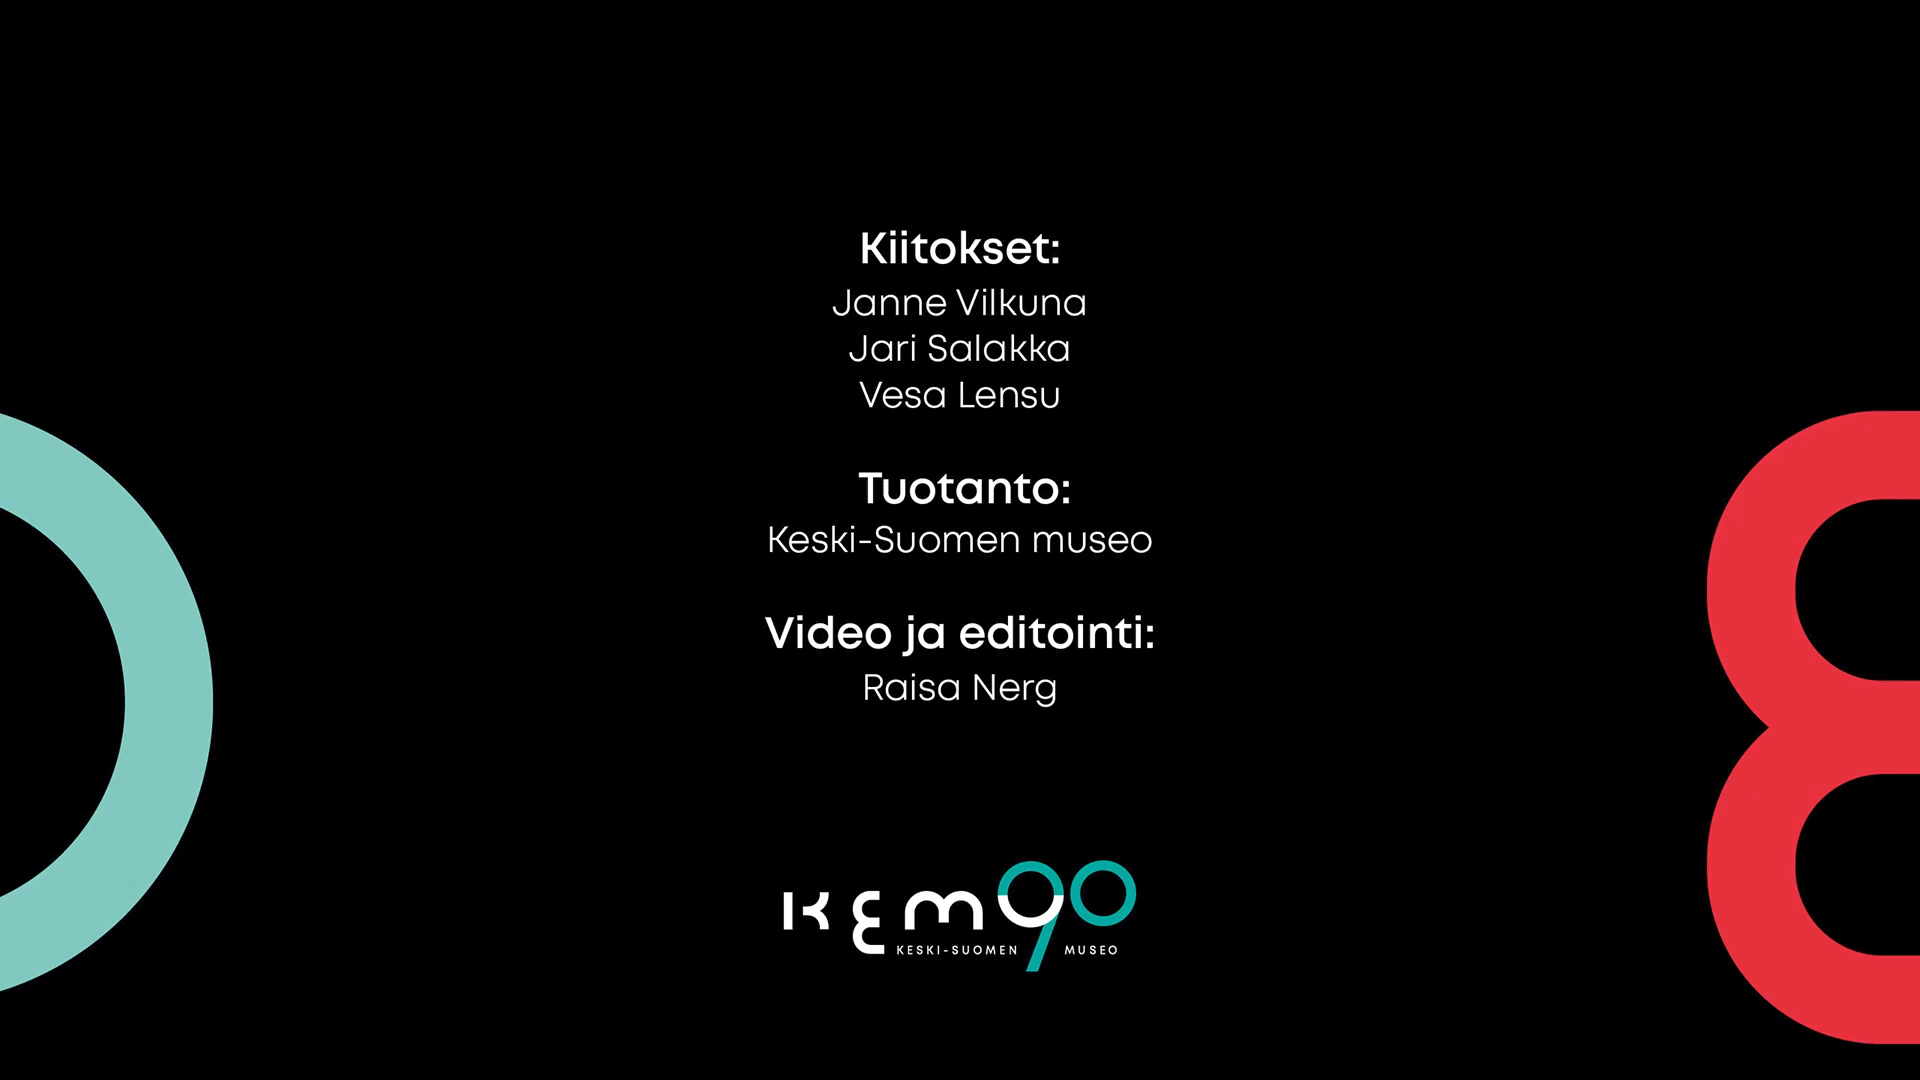 Kiitokset:
Janne Vilkuna
Jari Salakka
Vesa Lensu
Tuotanto:
Keski-Suomen museo
Video ja editointi:
Raisa Nerg
kem90
KESKI-SUOMEN MUSEO